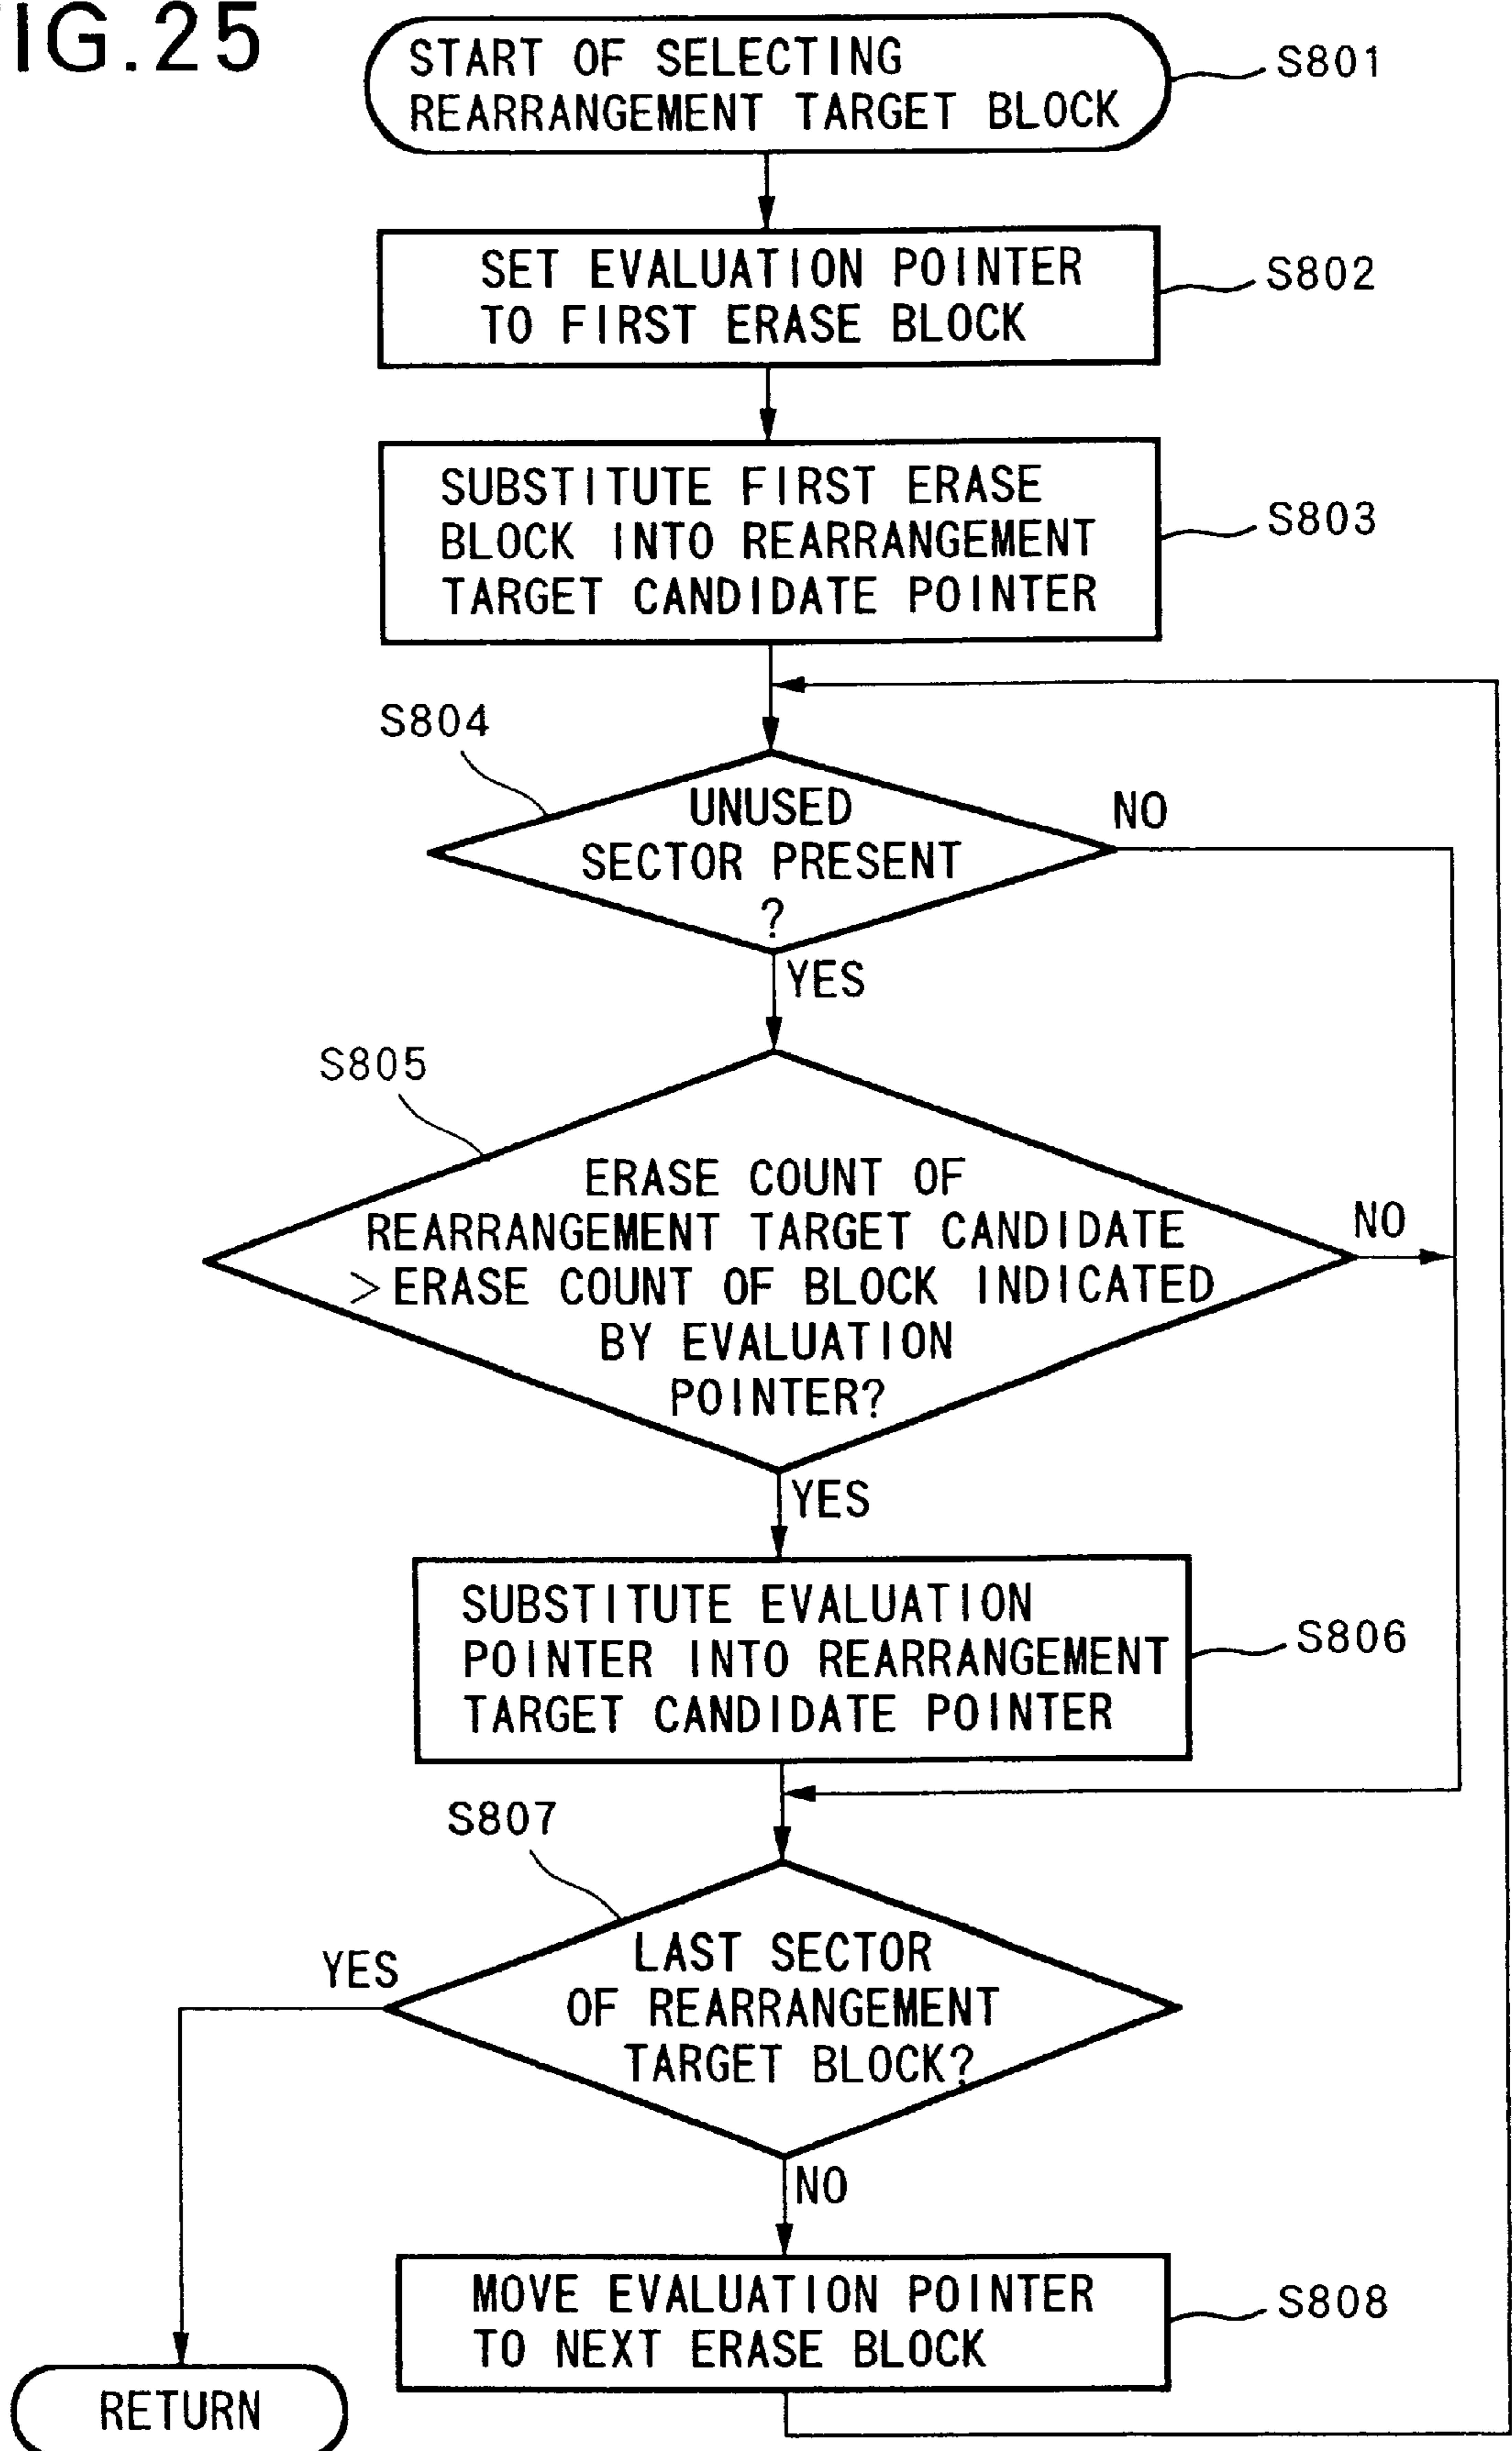 FIG.25
START OF SELECTING
REARRANGEMENT TARGET BLOCK
S801
SET EVALUATION POINTER
TO FIRST ERASE BLOCK
S802
SUBSTITUTE FIRST ERASE
BLOCK INTO REARRANGEMENT
TARGET CANDIDATE POINTER
S803
S804
UNUSED
SECTOR PRESENT
?
NO
YES
S805
ERASE COUNT OF
REARRANGEMENT TARGET CANDIDATE
>ERASE COUNT OF BLOCK INDICATED
BY EVALUATION
POINTER?
NO
YES
SUBSTITUTE EVALUATION
POINTER INTO REARRANGEMENT
TARGET CANDIDATE POINTER
S806
S807
YES
LAST SECTOR
OF REARRANGEMENT
TARGET BLOCK?
NO
MOVE EVALUATION POINTER
TO NEXT ERASE BLOCK
S808
RETURN